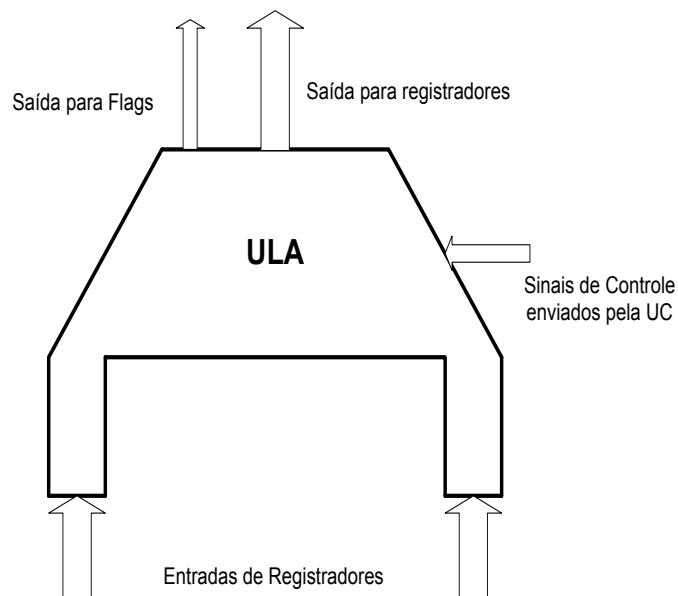 Saída para Flags
Saída para registradores
ULA
Sinais de Controle
enviados pela UC
Entradas de Registradores